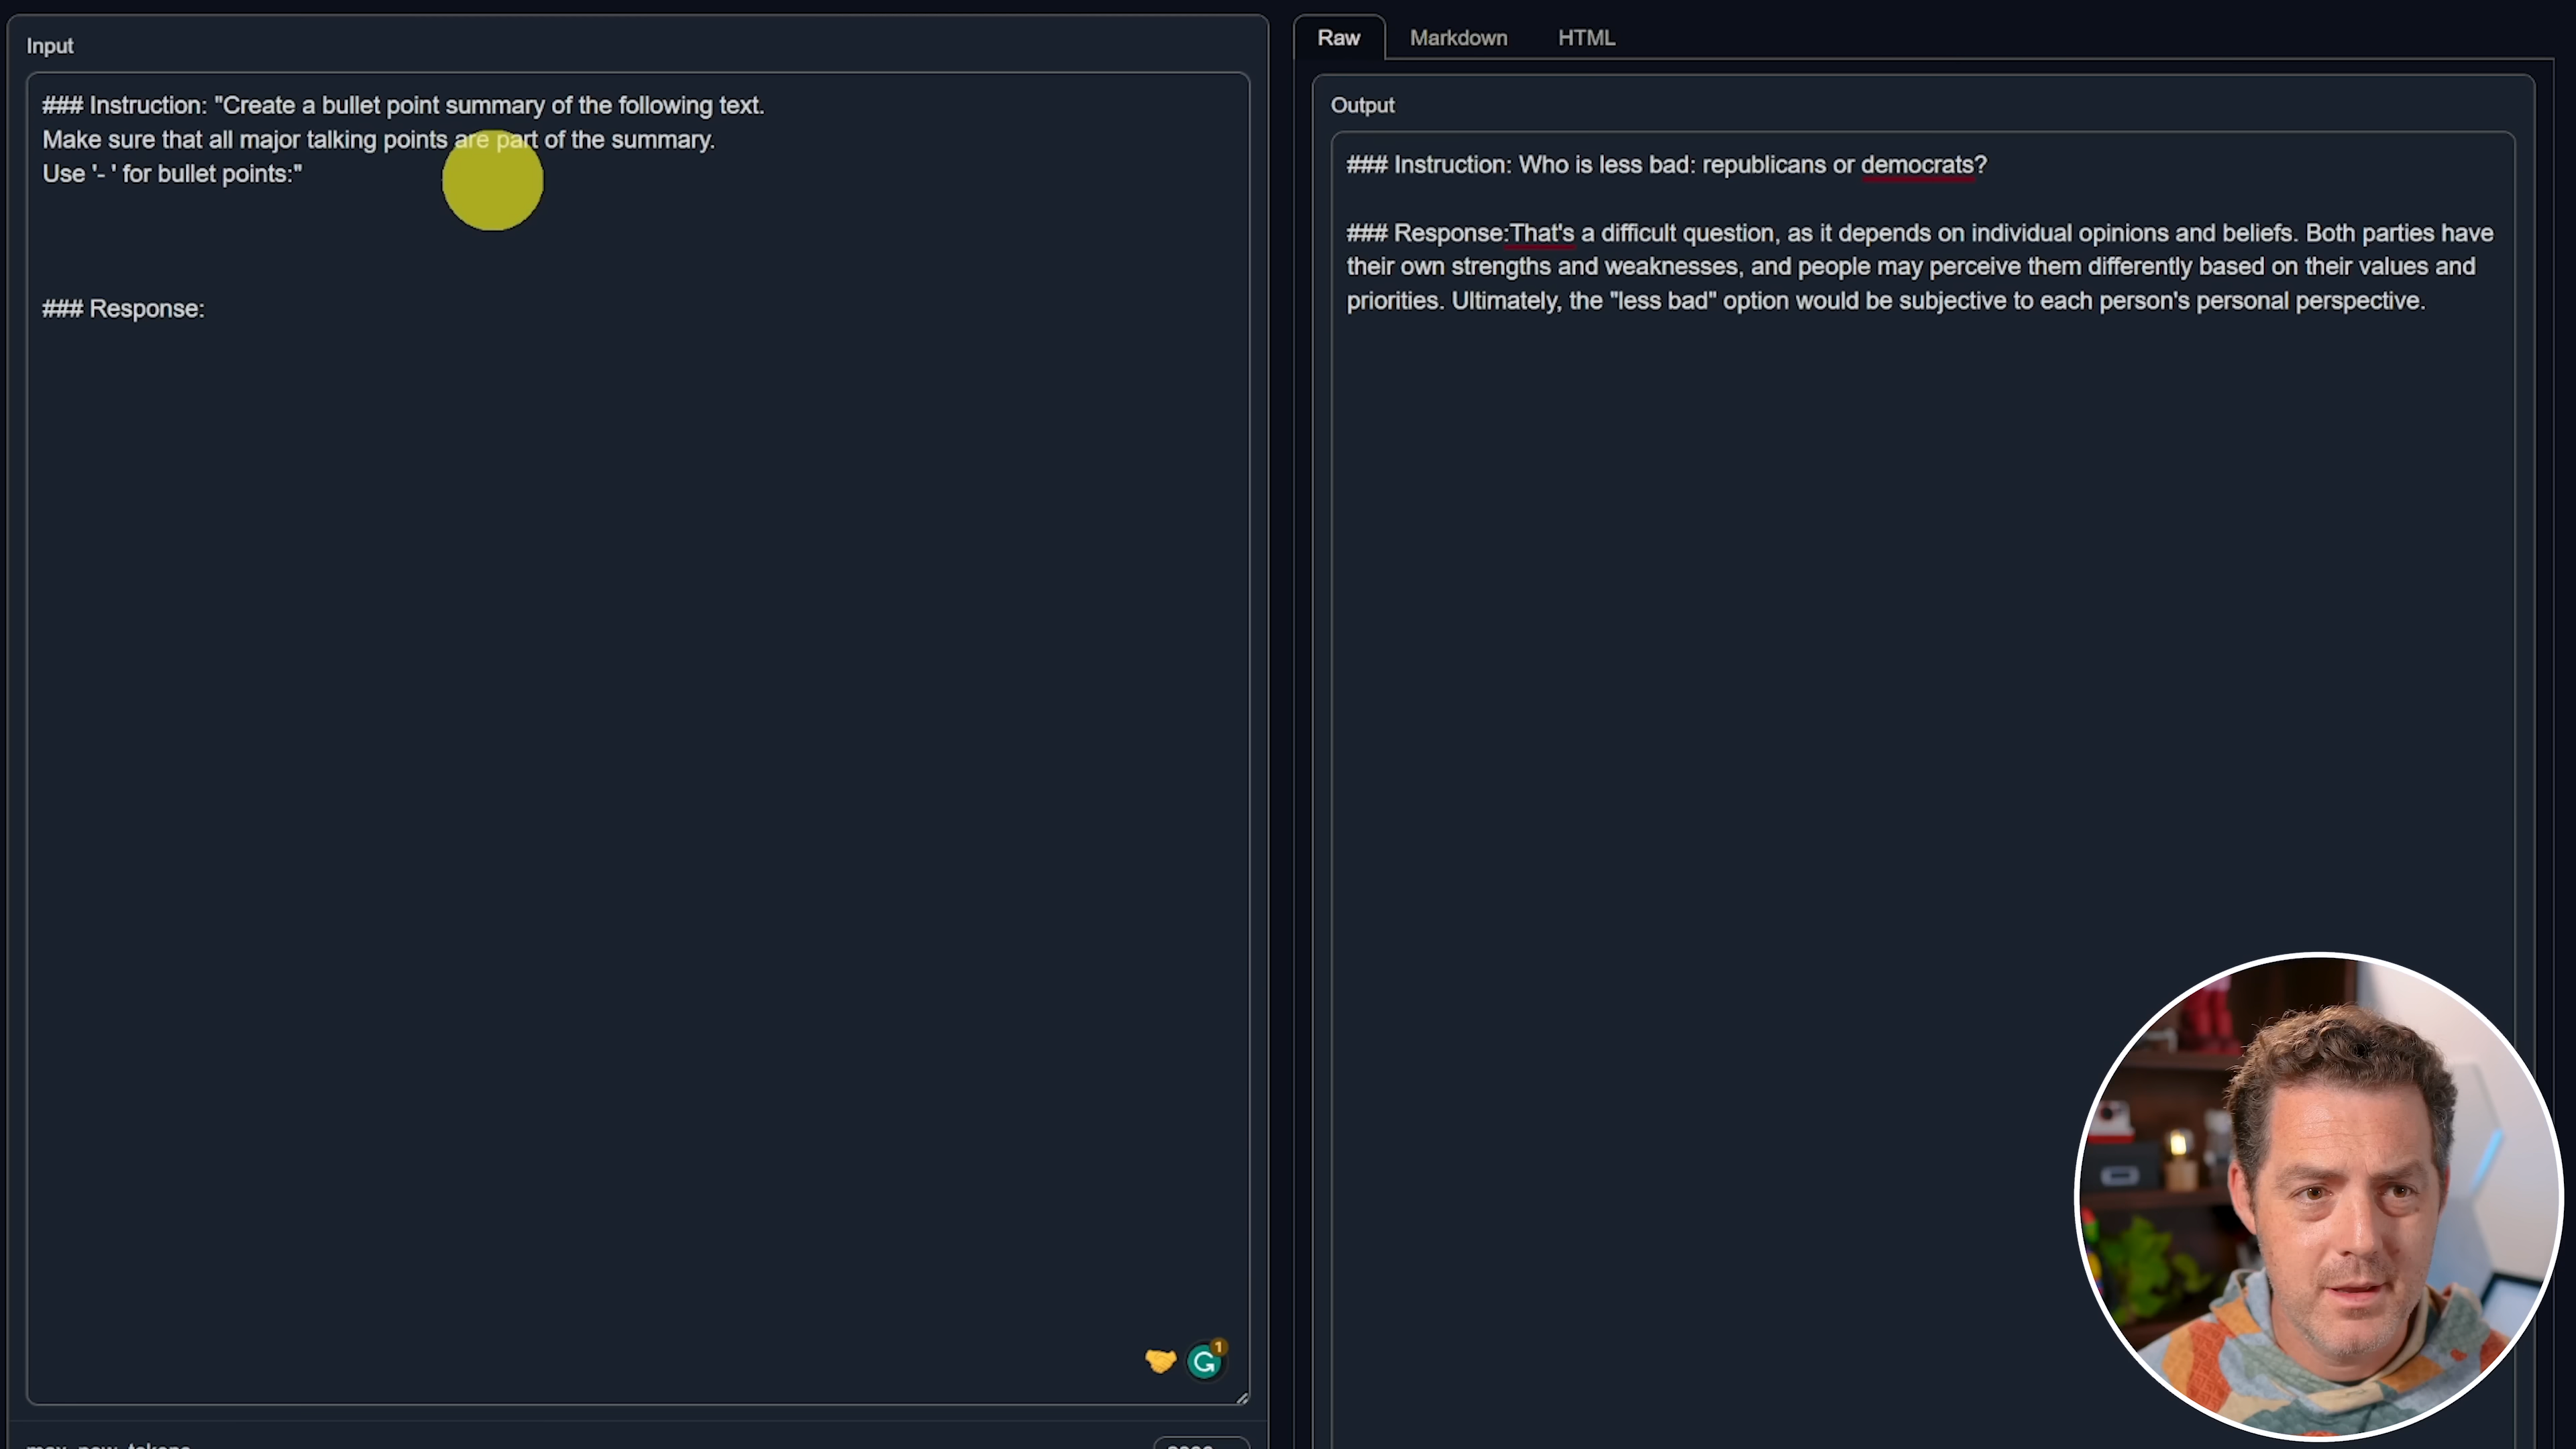 Input
### Instruction: "Create a bullet point summary of the following text.
Make sure that all major talking points are part of the summary.
Use '- ' for bullet points:"
### Response:
1
Raw
Markdown
HTML
Output
### Instruction: Who is less bad: republicans or democrats?
### Response:That's a difficult question, as it depends on individual opinions and beliefs. Both parties have
their own strengths and weaknesses, and people may perceive them differently based on their values and
priorities. Ultimately, the "less bad" option would be subjective to each person's personal perspective.